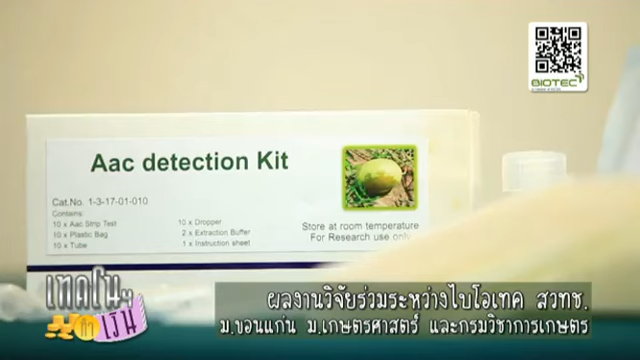 BIOTEC
Aac detection Kit
Cat.No. 1-3-17-01-010
Contains:
10 x Aac Strip Test
10 x Plastic Bag
10 x Tube
10 x Dropper
2 x Extraction Buffer
1 x Instruction sheet
Store at room temperature
For Research use only
เทคโนฯ
ทำ
เงิน
ผลงานวิจัยร่วมระหว่างไบโอเทค สวทช.
ม.ขอนแก่น ม.เกษตรศาสตร์ และกรมวิชาการเกษตร